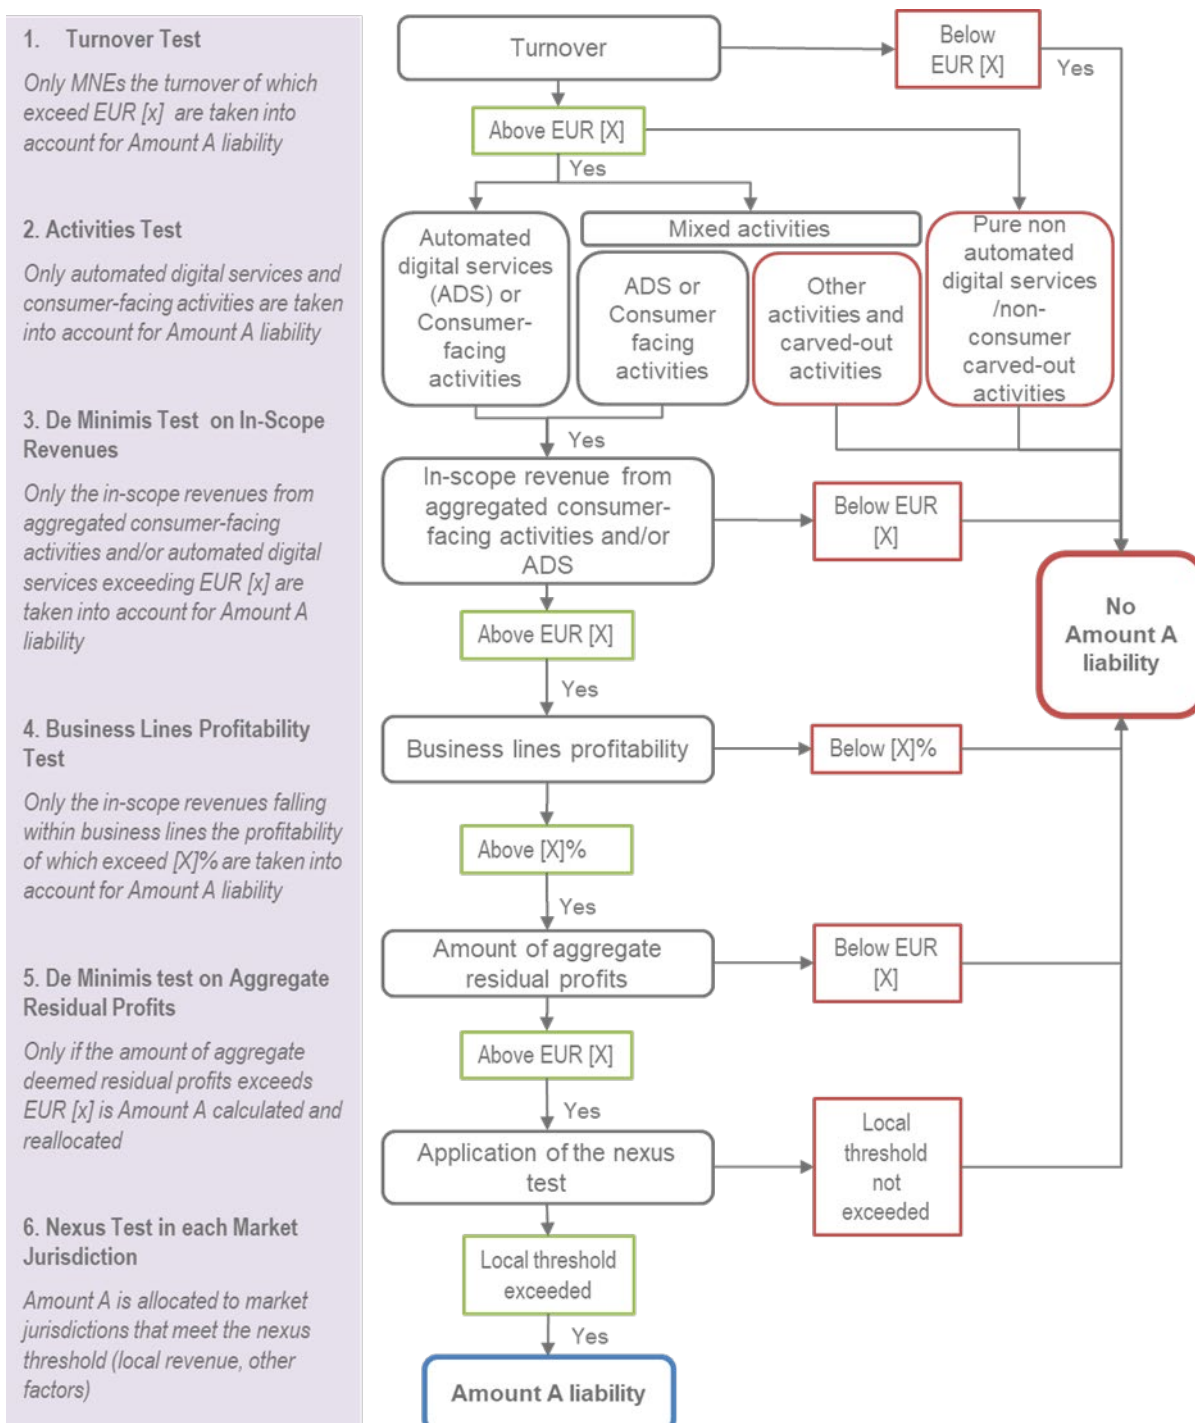 1. Turnover Test
Only MNEs the turnover of which
exceed EUR [x] are taken into
account for Amount A liability
2. Activities Test
Only automated digital services and
consumer-facing activities are taken
into account for Amount A liability
3. De Minimis Test on In-Scope
Revenues
Only the in-scope revenues from
aggregated consumer-facing
activities and/or automated digital
services exceeding EUR [x] are
taken into account for Amount A
liability
4. Business Lines Profitability
Test
Only the in-scope revenues falling
within business lines the profitability
of which exceed [X]% are taken into
account for Amount A liability
5. De Minimis test on Aggregate
Residual Profits
Only if the amount of aggregate
deemed residual profits exceeds
EUR [x] is Amount A calculated and
reallocated
6. Nexus Test in each Market
Jurisdiction
Amount A is allocated to market
jurisdictions that meet the nexus
threshold (local revenue, other
factors)
Turnover
Below
EUR [X]
Yes
Above EUR [X]
Yes
Automated
digital services
(ADS) or
Consumer-
facing
activities
Mixed activities
ADS or
Consumer
facing
activities
Other
activities and
carved-out
activities
Pure non
automated
digital services
/non-
consumer
carved-out
activities
Yes
In-scope revenue from
aggregated consumer-
facing activities and/or
ADS
Below EUR
[X]
Above EUR [X]
Yes
No
Amount A
liability
Business lines profitability
Below [X]%
Above [X]%
Yes
Amount of aggregate
residual profits
Below EUR
[X]
Above EUR [X]
Yes
Application of the nexus
test
Local
threshold
not
exceeded
Local threshold
exceeded
Yes
Amount A liability